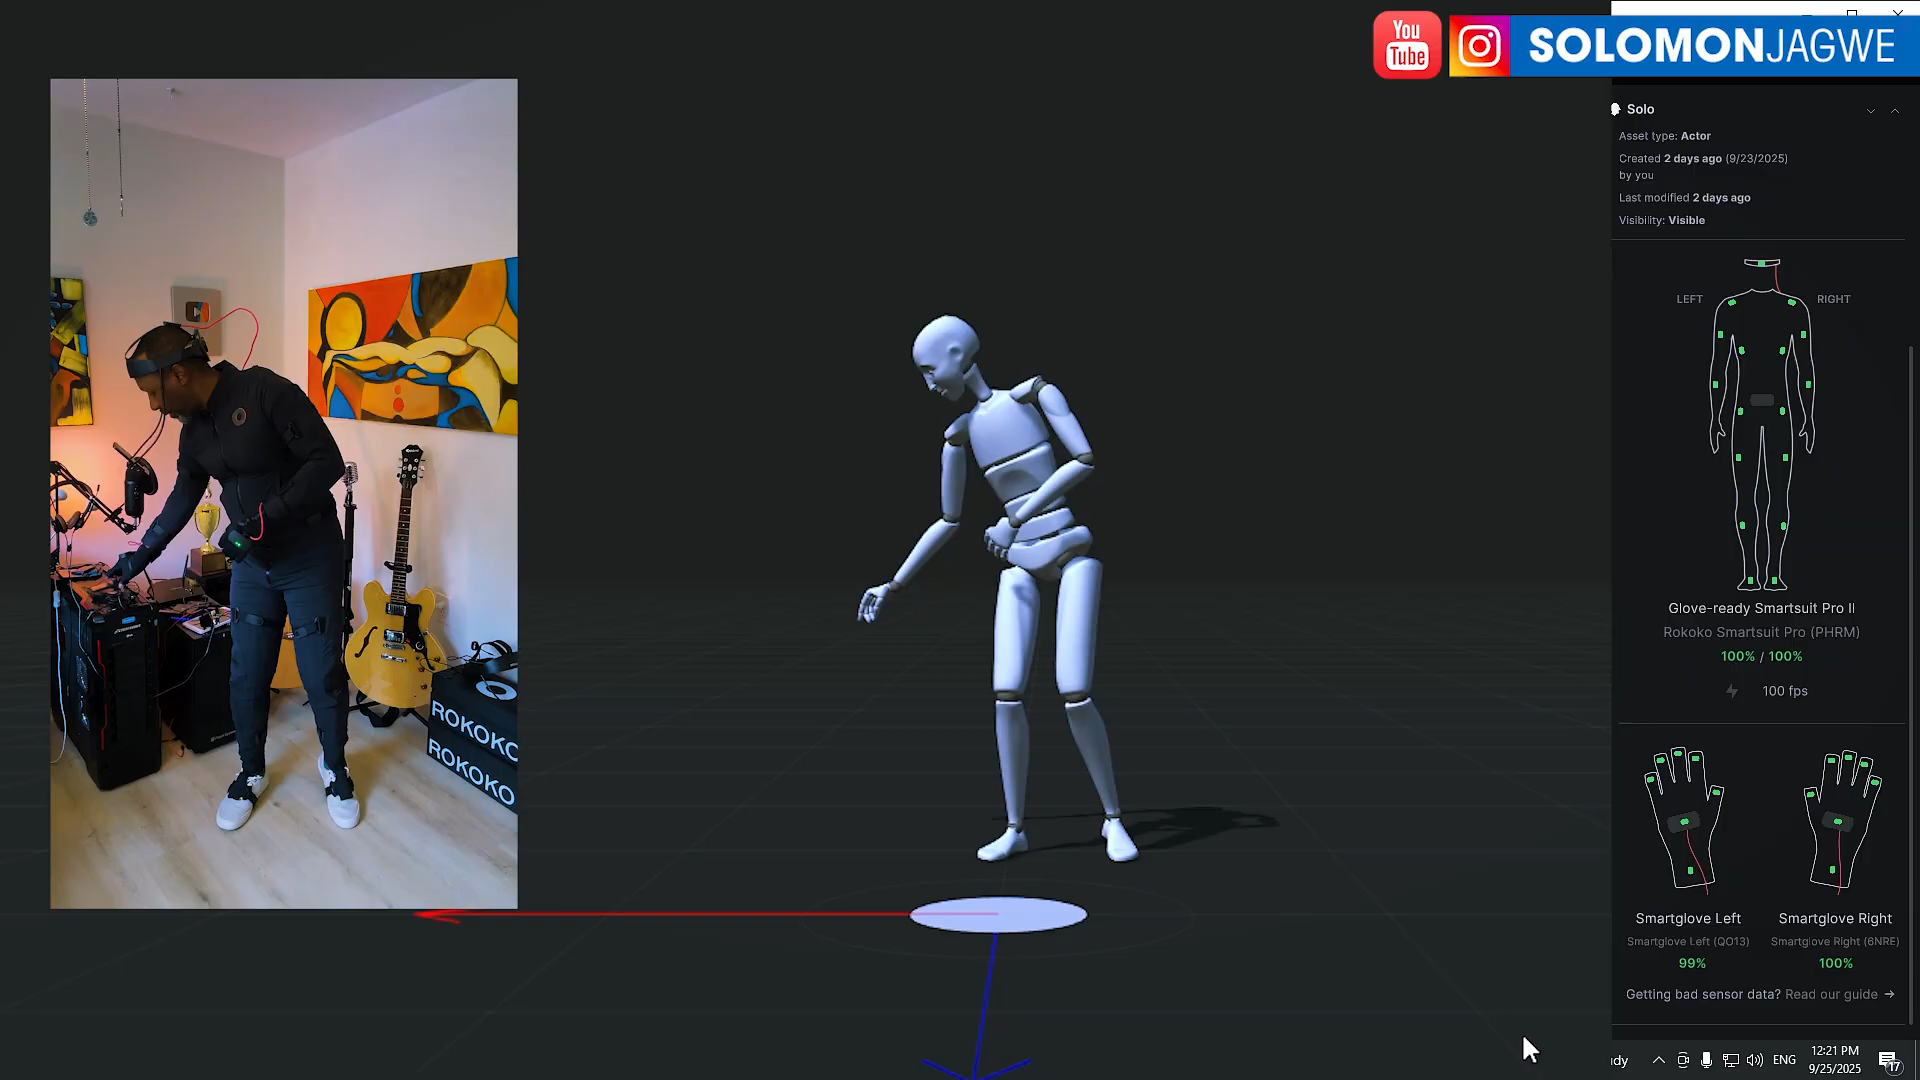 You
Tube
SOLOMONJAGWE
Solo
Asset type: Actor
Created 2 days ago (9/23/2025)
by you
Last modified 2 days ago
Visibility: Visible
LEFT
RIGHT
Glove-ready Smartsuit Pro II
Rokoko Smartsuit Pro (PHRM)
100% / 100%
100 fps
Smartglove Left
Smartglove Right
Smartglove Left (QO13)
Smartglove Right (6NRE)
99%
100%
Getting bad sensor data? Read our guide →
ROKOKO
ROKOKO
dy
ENG
12:21 PM
9/25/2025
17